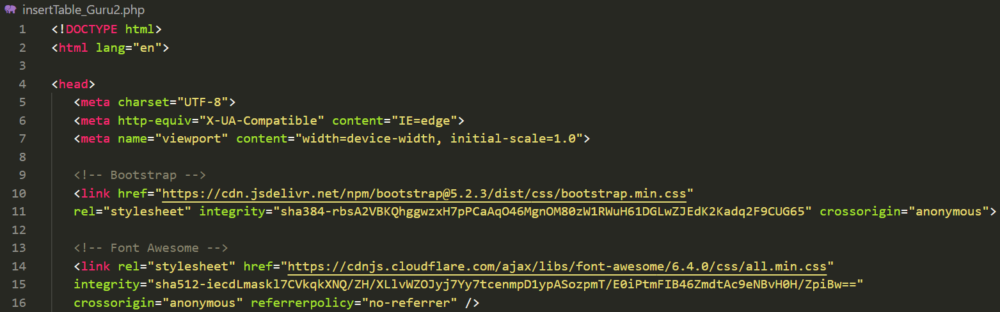 insertTable_Guru2.php
1 <!DOCTYPE html>
2 <html lang="en">
3
4 <head>
5 <meta charset="UTF-8">
6 <meta http-equiv="X-UA-Compatible" content="IE=edge">
7 <meta name="viewport" content="width=device-width, initial-scale=1.0">
8
9 <!-- Bootstrap -->
10 <link href="https://cdn.jsdelivr.net/npm/bootstrap@5.2.3/dist/css/bootstrap.min.css"
11 rel="stylesheet" integrity="sha384-rbsA2VBKQhggwzxH7pPCaAqO46MgnOM80zW1RWuH61DGLwZJEdK2Kadq2F9CUG65" crossorigin="anonymous">
12
13 <!-- Font Awesome -->
14 <link rel="stylesheet" href="https://cdnjs.cloudflare.com/ajax/libs/font-awesome/6.4.0/css/all.min.css"
15 integrity="sha512-iecdLmaskl7CVkqkXNQ/ZH/XLlvWZOJyj7Yy7tcenmpD1ypASozpmT/E0iPtmFIB46ZmdtAc9eNBvH0H/ZpiBw=="
16 crossorigin="anonymous" referrerpolicy="no-referrer" />